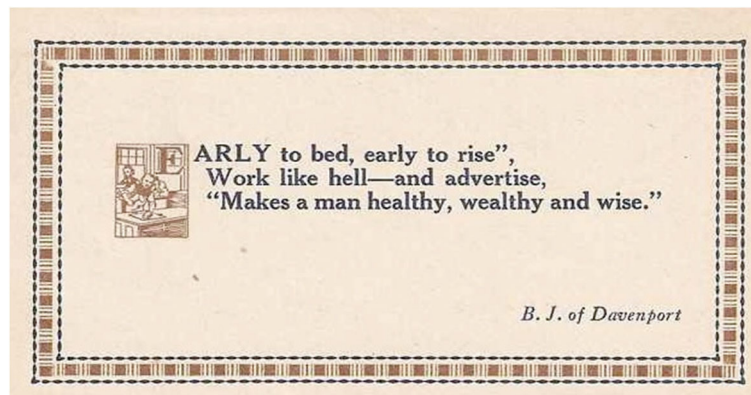 EARLY to bed, early to rise”,
Work like hell—and advertise,
“Makes a man healthy, wealthy and wise.”
B. J. of Davenport